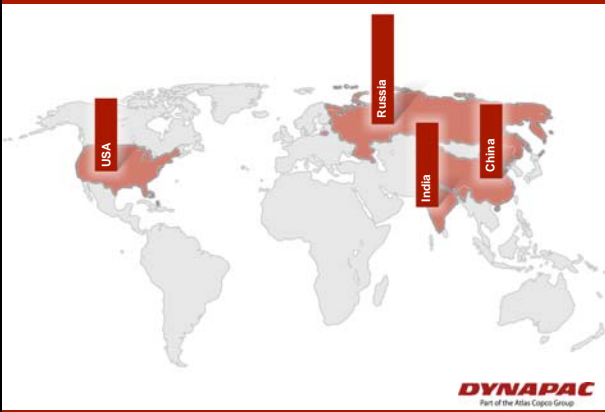 USA
Russia
India
China
DYNAPAC
Part of the Atlas Copco Group